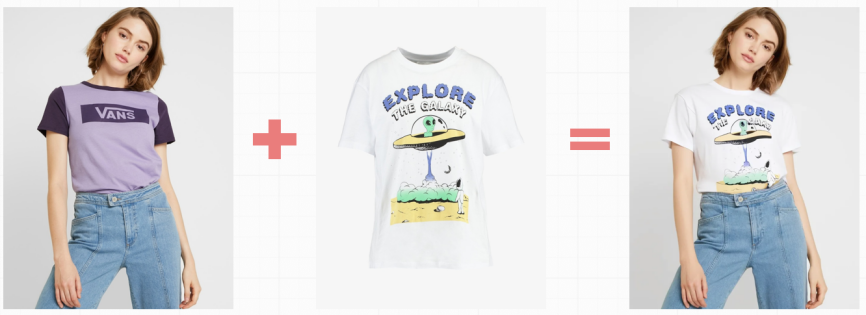 VANS
EXPLORE
THE GALAXY
EXPLORE
THE GALAXY